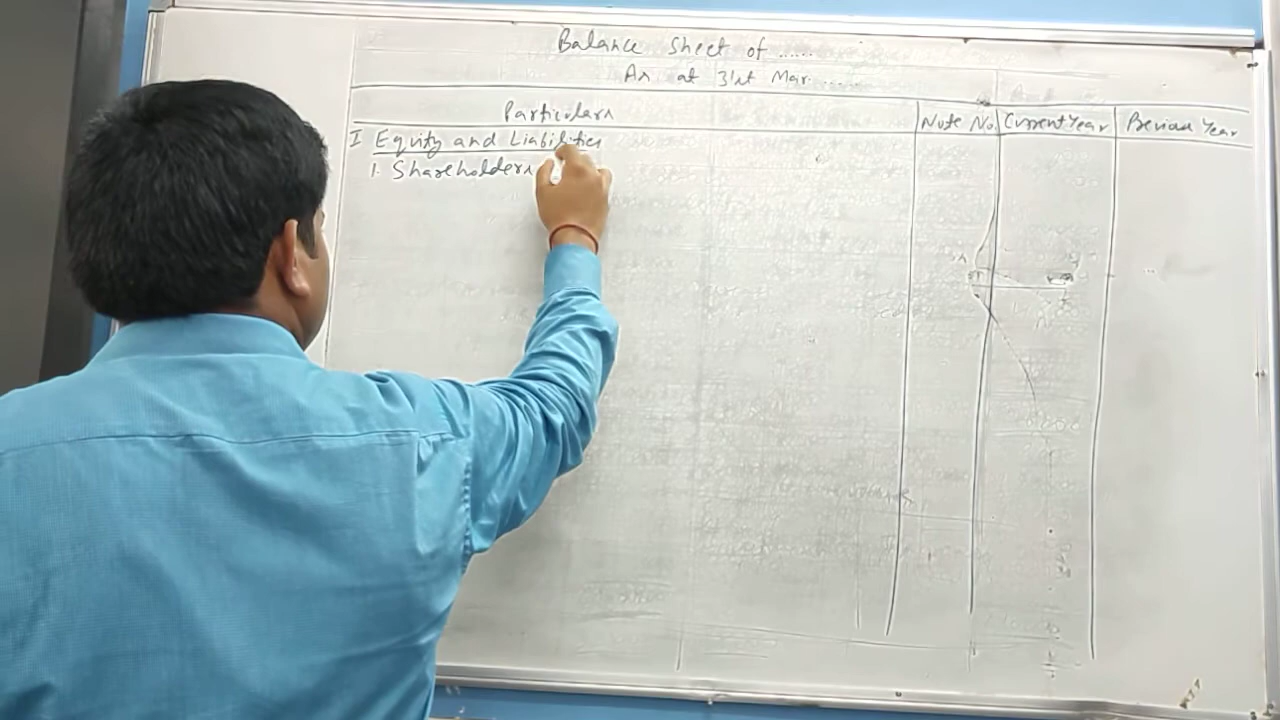 Balance Sheet of ......
As at 31st Mar......
Particulars Note No. Current Year Previous Year
I Equity and Liabilities
1. Shareholders